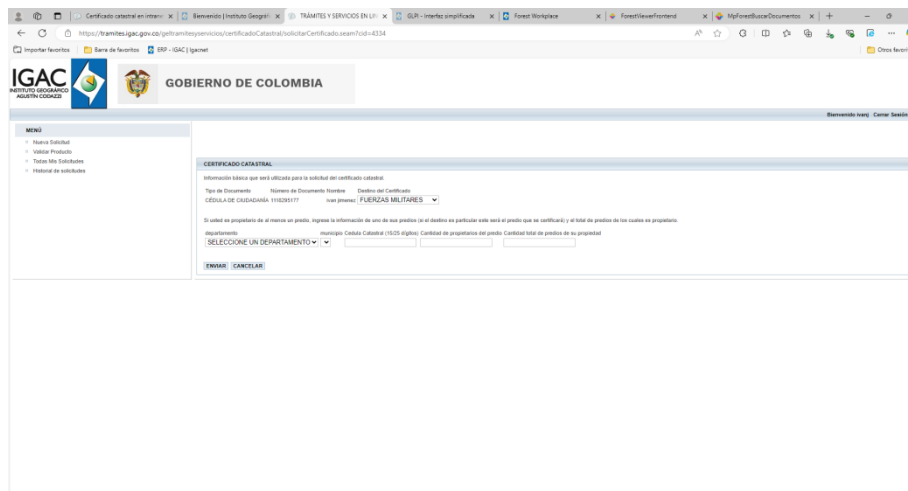 Certificado catastral en intrane
Bienvenido | Instituto Geográfi
TRÁMITES Y SERVICIOS EN LIN
GLPI - Interfaz simplificada
Forest Workplace
ForestViewerFrontend
MpForestBuscarDocumentos
https://tramites.igac.gov.co/geltramitesyservicios/certificadoCatastral/solicitarCertificado.seam?cid=4334
Importar favoritos Barra de favoritos ERP - IGAC | Igacnet Otros favori
IGAC
INSTITUTO GEOGRÁFICO
AGUSTÍN CODAZZI
GOBIERNO DE COLOMBIA
Bienvenido ivanj Cerrar Sesión
MENÚ
Nueva Solicitud
Validar Producto
Todas Mis Solicitudes
Historial de solicitudes
CERTIFICADO CATASTRAL
Información básica que será utilizada para la solicitud del certificado catastral.
Tipo de Documento Número de Documento Nombre Destino del Certificado
CÉDULA DE CIUDADANÍA 1118295177 ivan jimenez FUERZAS MILITARES
Si usted es propietario de al menos un predio, ingrese la información de uno de sus predios (si el destino es particular este será el predio que se certificará) y el total de predios de los cuales es propietario.
departamento municipio Cedula Catastral (15/25 dígitos) Cantidad de propietarios del predio Cantidad total de predios de su propiedad
SELECCIONE UN DEPARTAMENTO
ENVIAR CANCELAR